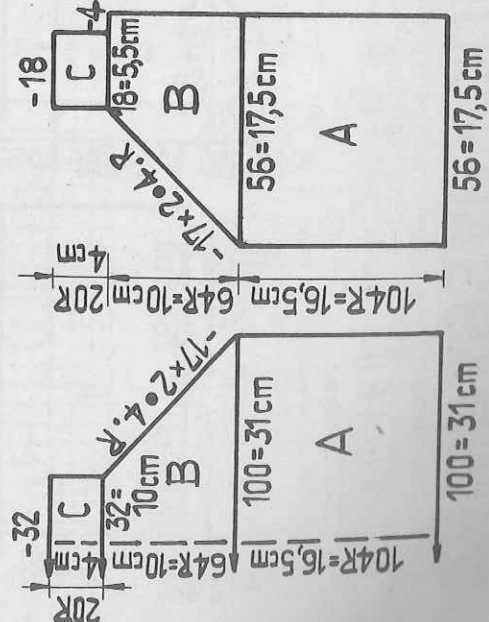 -18
-4
C
18=5,5cm
B
-17×2•4.R
56=17,5cm
A
56=17,5cm
20R
4cm
64R=10cm
104R=16,5cm
-32
C
32=
10cm
B
-17×2•4.R
100=31cm
A
100=31cm
20R
4cm
64R=10cm
104R=16,5cm